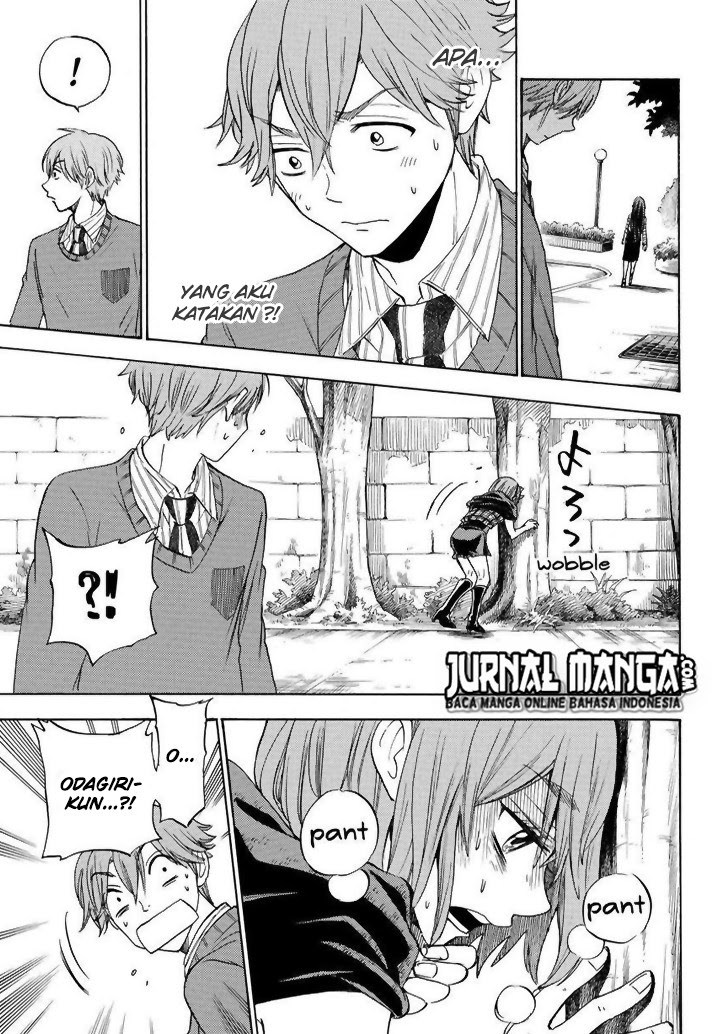 APA...
YANG AKU
KATAKAN ?!
!
よろっ
wobble
?!
JURNAL MANGA.COM
BACA MANGA ONLINE BAHASA INDONESIA
pant
pant
O...
ODAGIRI-
KUN...?!